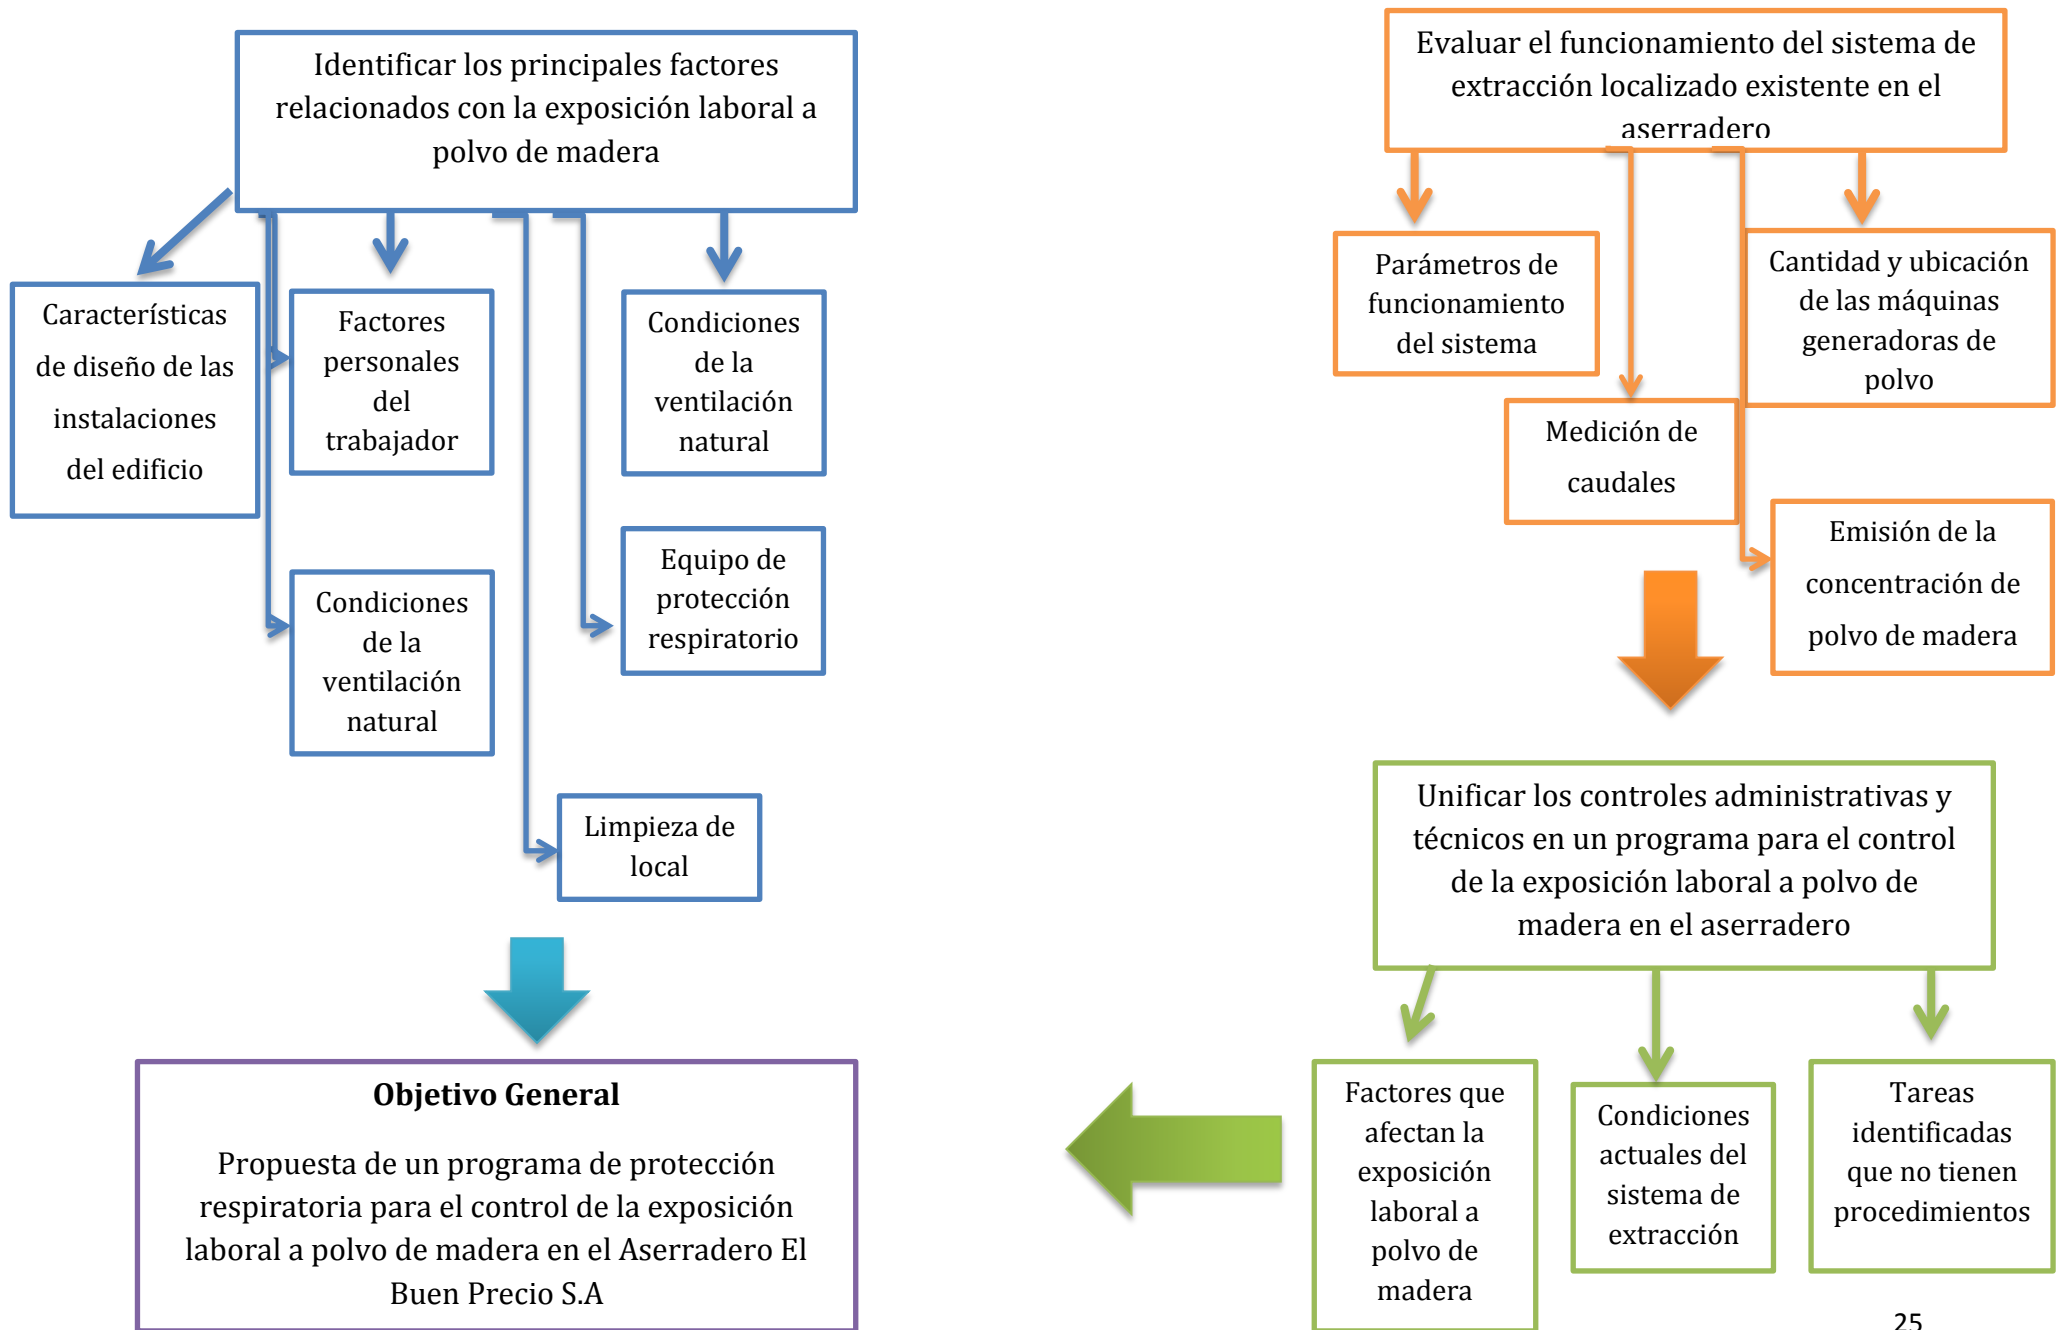 Identificar los principales factores
relacionados con la exposición laboral a
polvo de madera
Características
de diseño de las
instalaciones
del edificio
Factores
personales
del
trabajador
Condiciones
de la
ventilación
natural
Condiciones
de la
ventilación
natural
Equipo de
protección
respiratorio
Limpieza de
local
Evaluar el funcionamiento del sistema de
extracción localizado existente en el
aserradero
Parámetros de
funcionamiento
del sistema
Cantidad y ubicación
de las máquinas
generadoras de
polvo
Medición de
caudales
Emisión de la
concentración de
polvo de madera
Unificar los controles administrativas y
técnicos en un programa para el control
de la exposición laboral a polvo de
madera en el aserradero
Factores que
afectan la
exposición
laboral a
polvo de
madera
Condiciones
actuales del
sistema de
extracción
Tareas
identificadas
que no tienen
procedimientos
Objetivo General
Propuesta de un programa de protección
respiratoria para el control de la exposición
laboral a polvo de madera en el Aserradero El
Buen Precio S.A
25